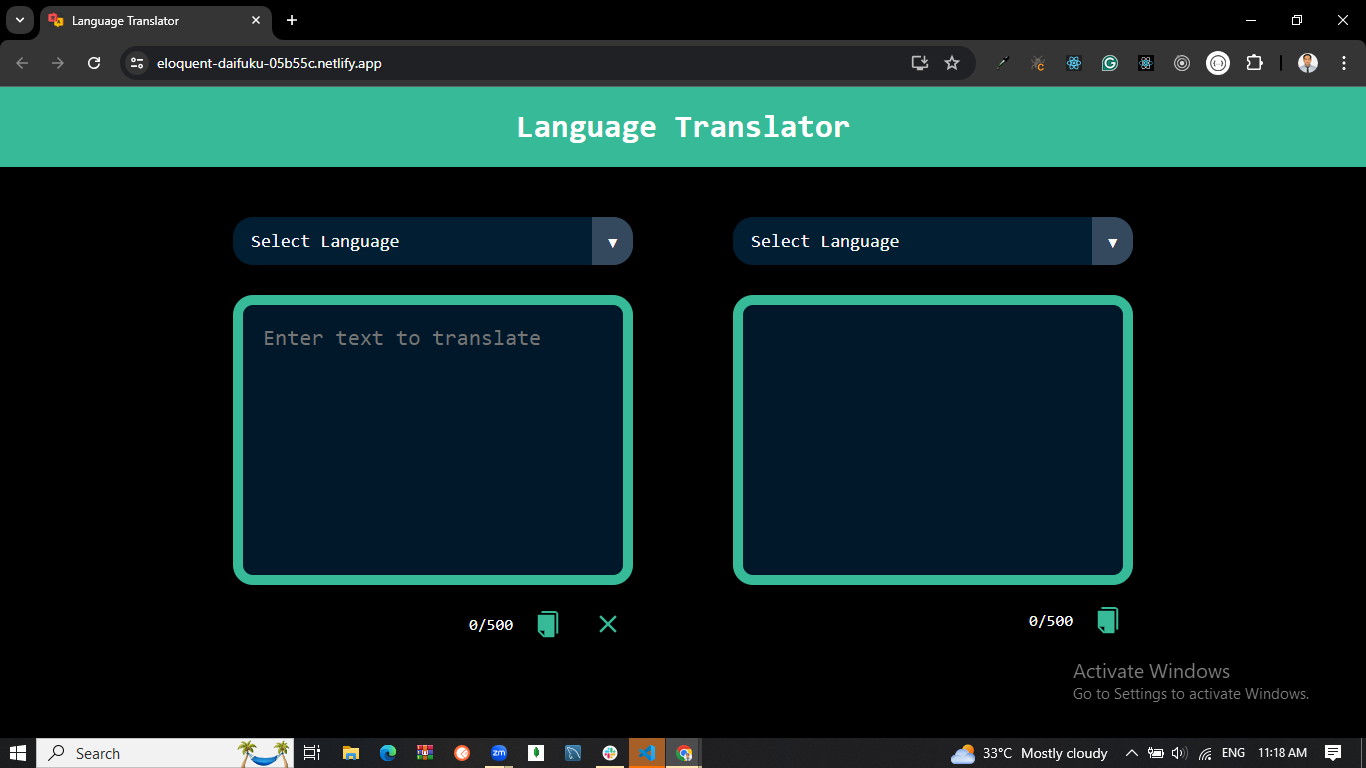 Language Translator
eloquent-daifuku-05b55c.netlify.app
Language Translator
Select Language
Select Language
Enter text to translate
0/500
0/500
Activate Windows
Go to Settings to activate Windows.
Search
zm
33°C Mostly cloudy
ENG
11:18 AM